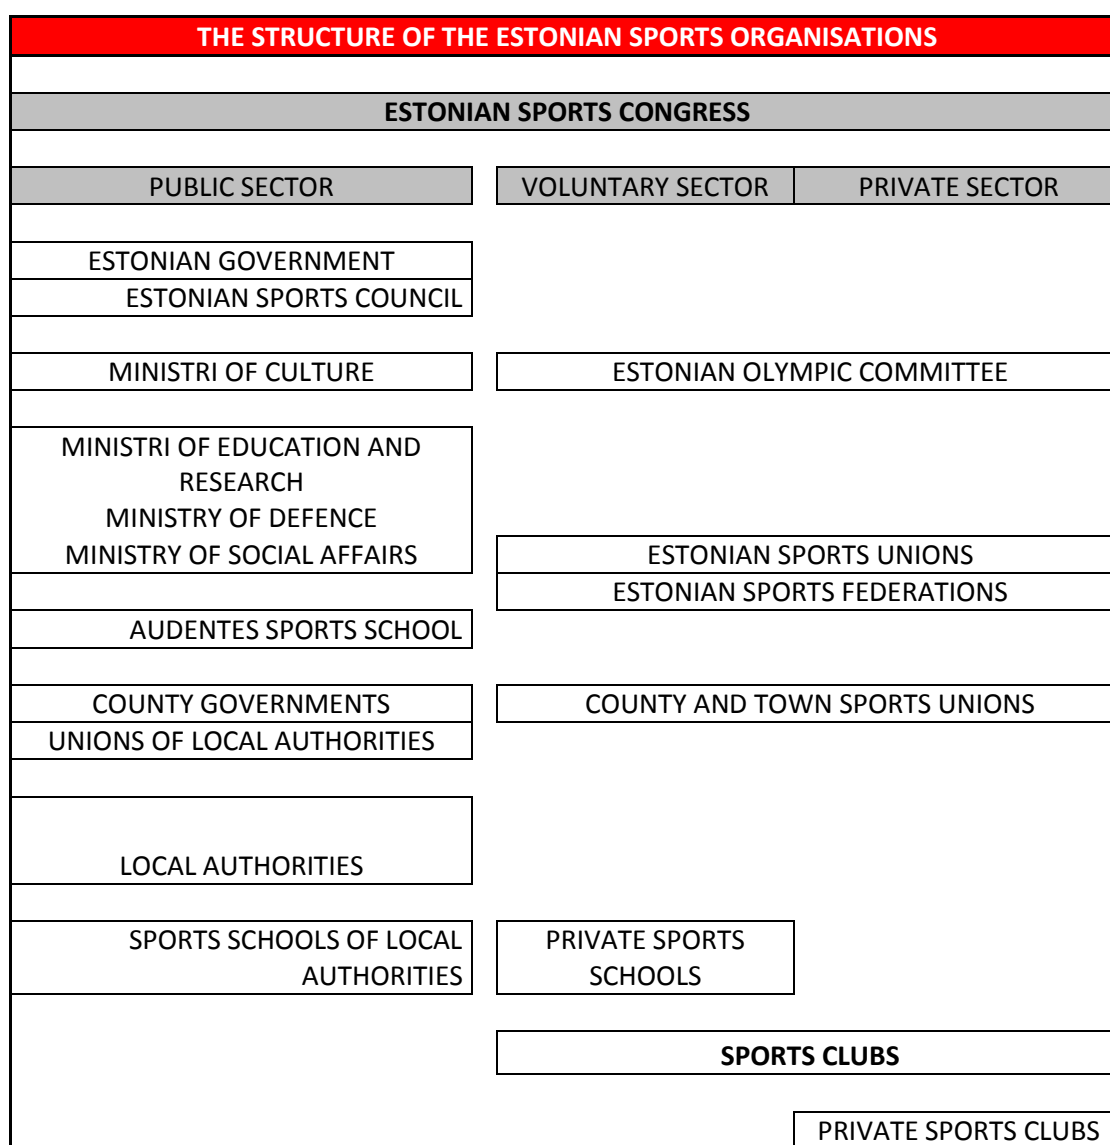 THE STRUCTURE OF THE ESTONIAN SPORTS ORGANISATIONS
ESTONIAN SPORTS CONGRESS
PUBLIC SECTOR
VOLUNTARY SECTOR
PRIVATE SECTOR
ESTONIAN GOVERNMENT
ESTONIAN SPORTS COUNCIL
MINISTRI OF CULTURE
ESTONIAN OLYMPIC COMMITTEE
MINISTRI OF EDUCATION AND
RESEARCH
MINISTRY OF DEFENCE
MINISTRY OF SOCIAL AFFAIRS
ESTONIAN SPORTS UNIONS
ESTONIAN SPORTS FEDERATIONS
AUDENTES SPORTS SCHOOL
COUNTY GOVERNMENTS
COUNTY AND TOWN SPORTS UNIONS
UNIONS OF LOCAL AUTHORITIES
LOCAL AUTHORITIES
SPORTS SCHOOLS OF LOCAL
AUTHORITIES
PRIVATE SPORTS
SCHOOLS
SPORTS CLUBS
PRIVATE SPORTS CLUBS